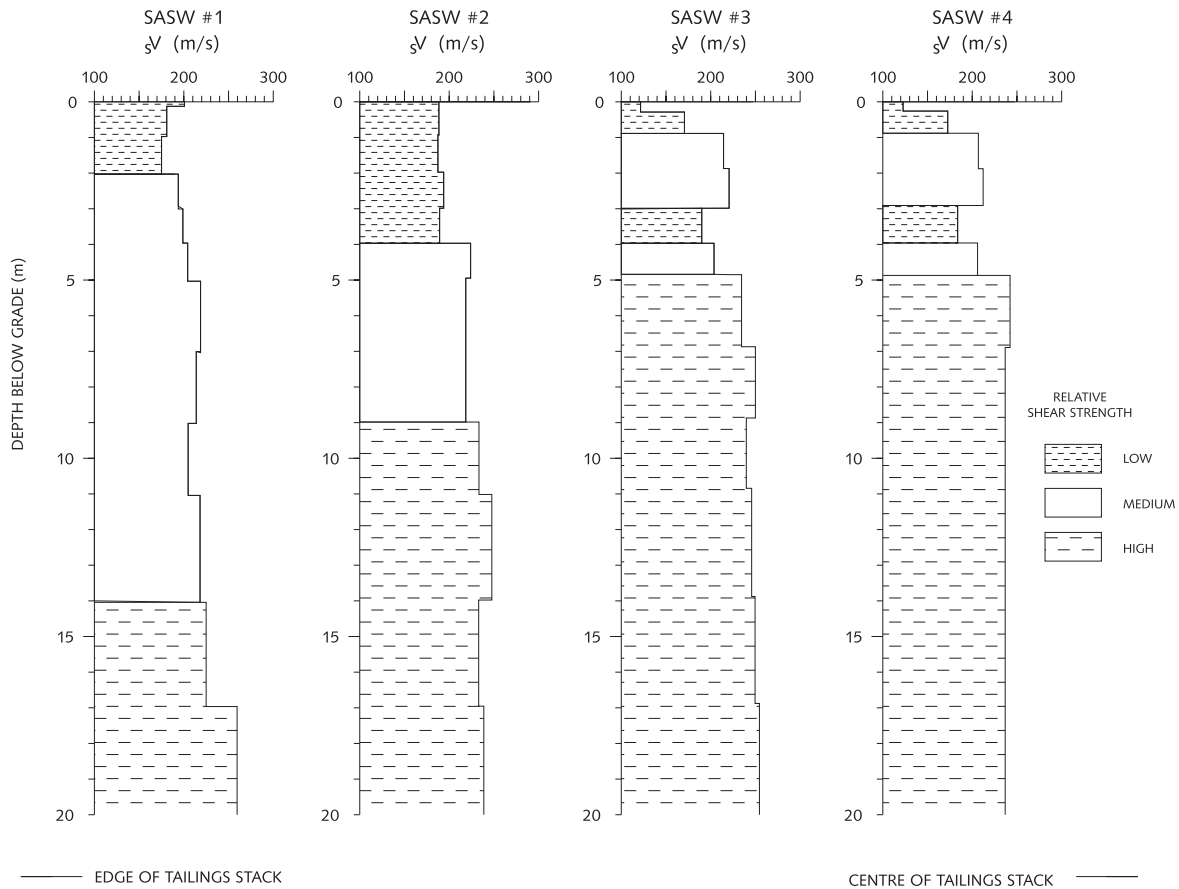 SASW #1
SASW #2
SASW #3
SASW #4
sV (m/s)
sV (m/s)
sV (m/s)
sV (m/s)
100 200 300
100 200 300
100 200 300
100 200 300
0
5
10
15
20
0
5
10
15
20
0
5
10
15
20
0
5
10
15
20
DEPTH BELOW GRADE (m)
RELATIVE
SHEAR STRENGTH
LOW
MEDIUM
HIGH
EDGE OF TAILINGS STACK
CENTRE OF TAILINGS STACK